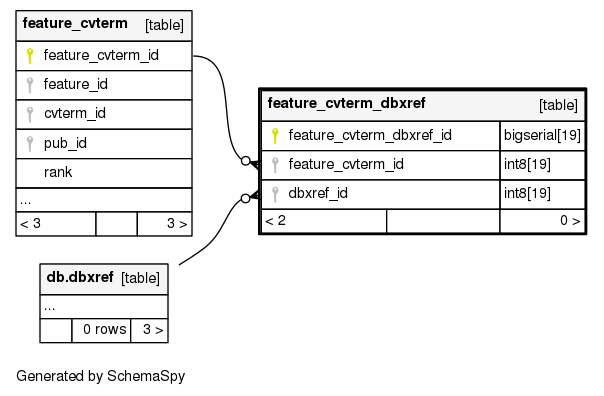 feature_cvterm [table]
feature_cvterm_id
feature_id
cvterm_id
pub_id
rank
...
< 3 3 >
feature_cvterm_dbxref [table]
feature_cvterm_dbxref_id bigserial[19]
feature_cvterm_id int8[19]
dbxref_id int8[19]
< 2 0 >
db.dbxref [table]
...
0 rows 3 >
Generated by SchemaSpy